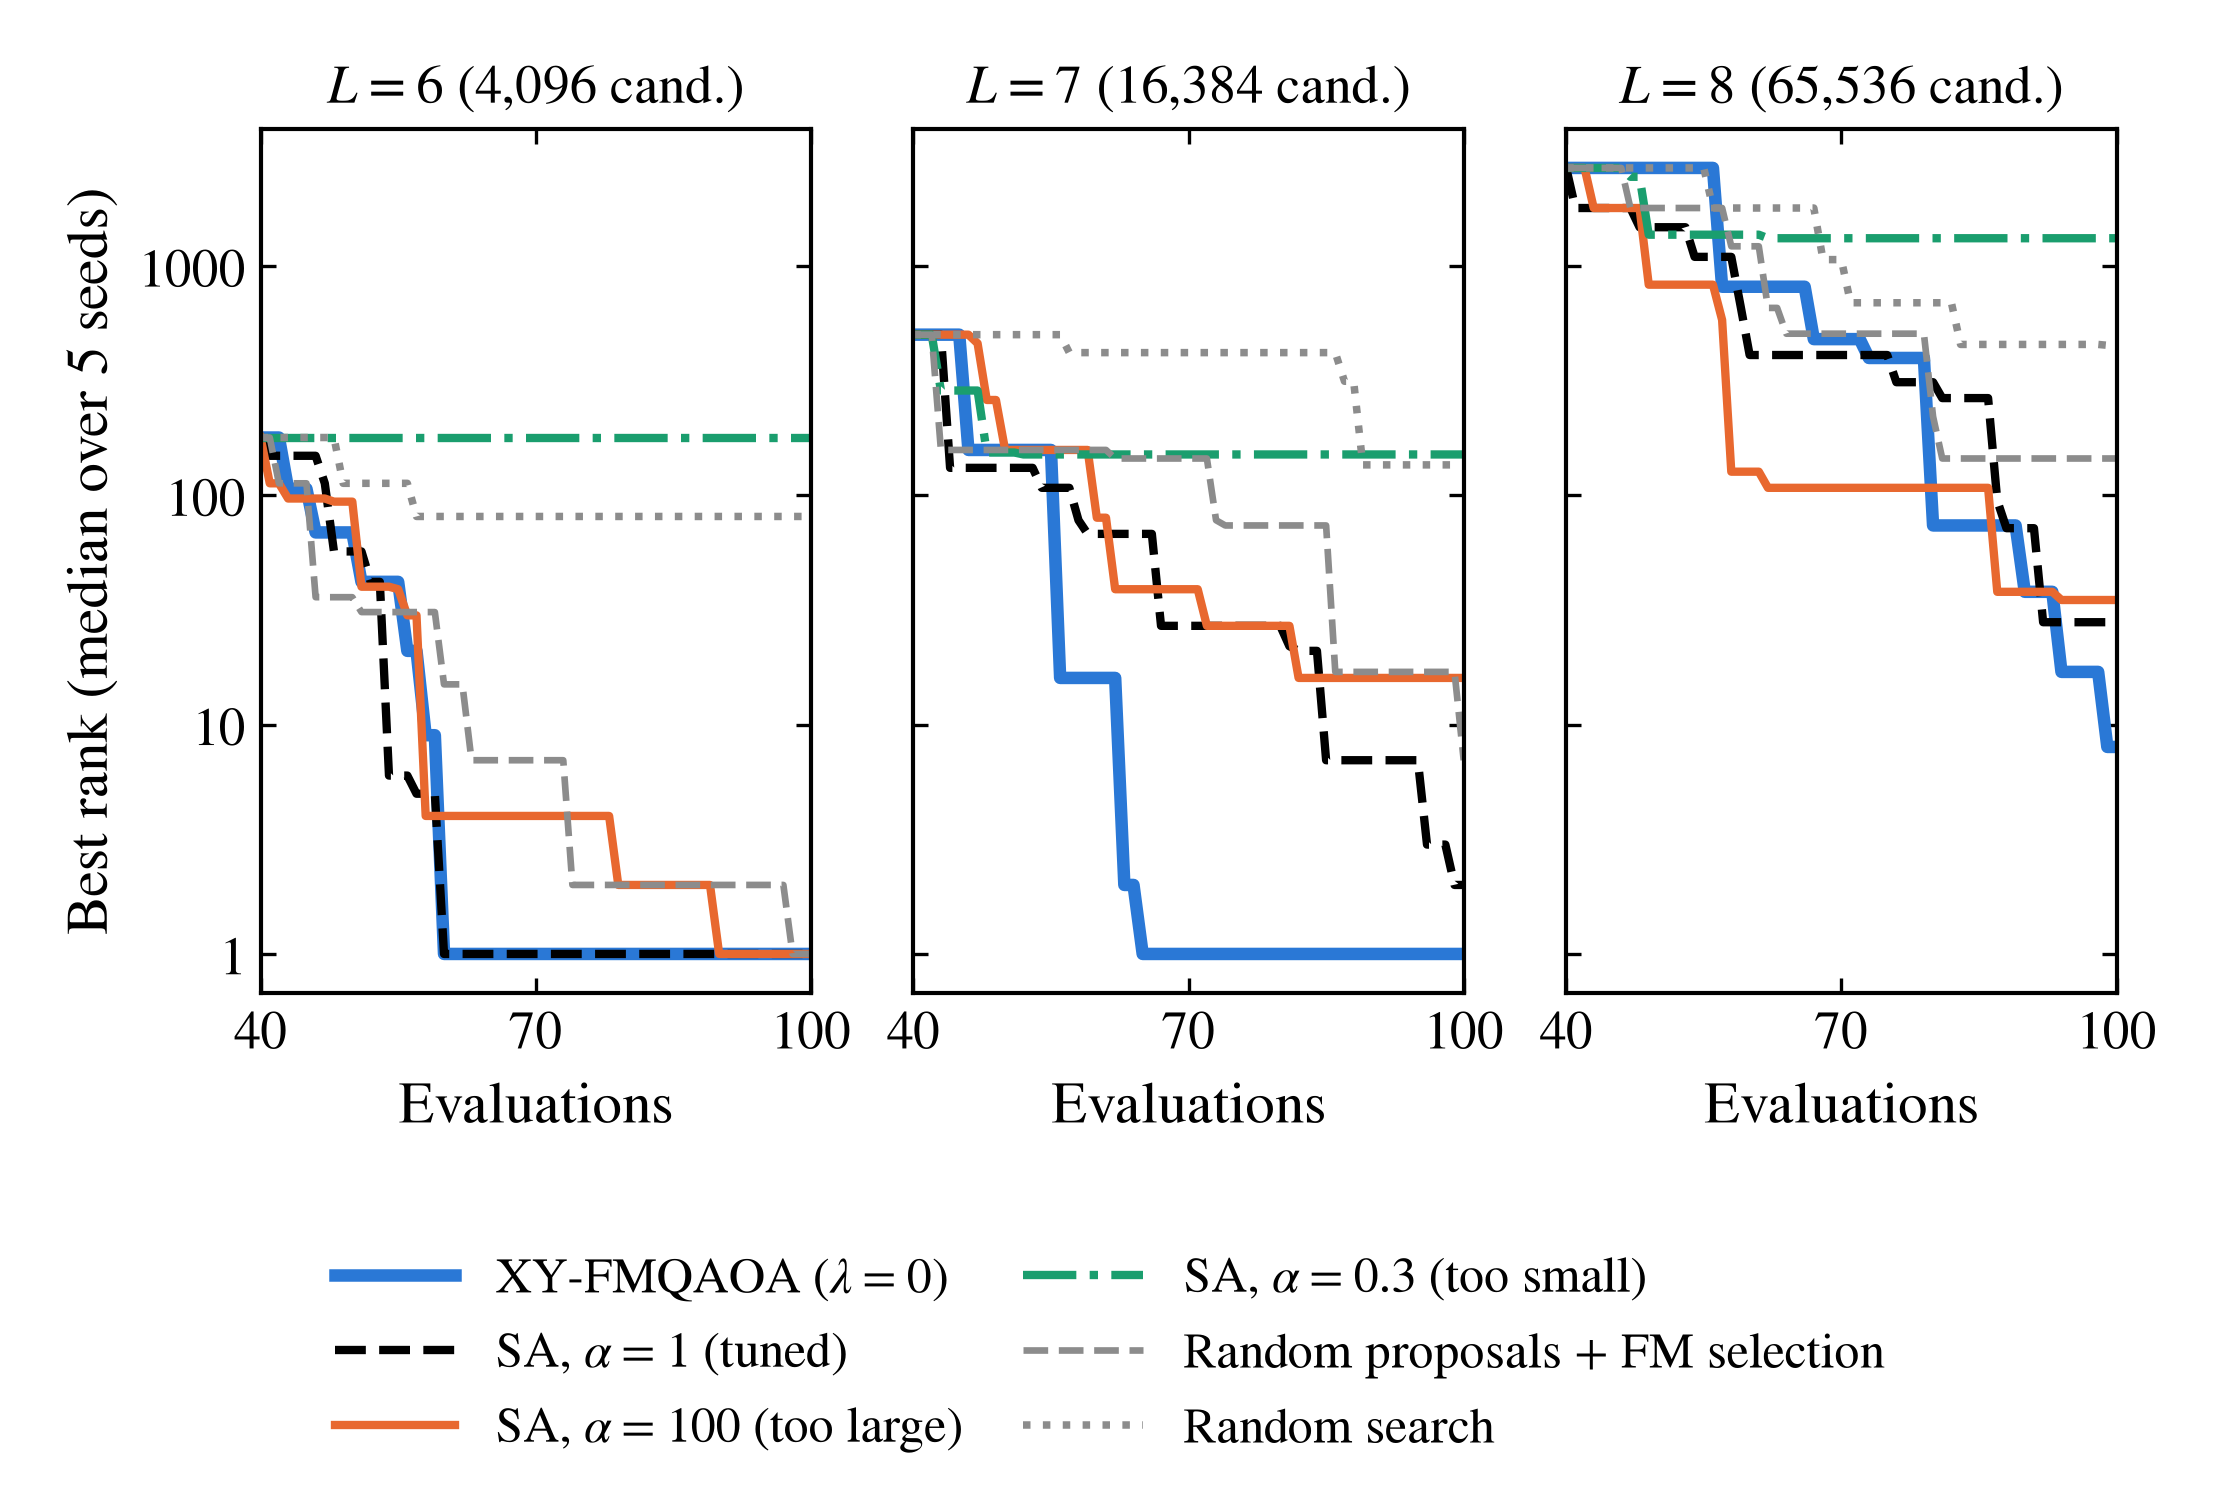 L = 6 (4,096 cand.)
L = 7 (16,384 cand.)
L = 8 (65,536 cand.)
Best rank (median over 5 seeds)
1000
100
10
1
40 70 100
40 70 100
40 70 100
Evaluations
Evaluations
Evaluations
XY-FMQAOA (λ = 0)
SA, α = 1 (tuned)
SA, α = 100 (too large)
SA, α = 0.3 (too small)
Random proposals + FM selection
Random search